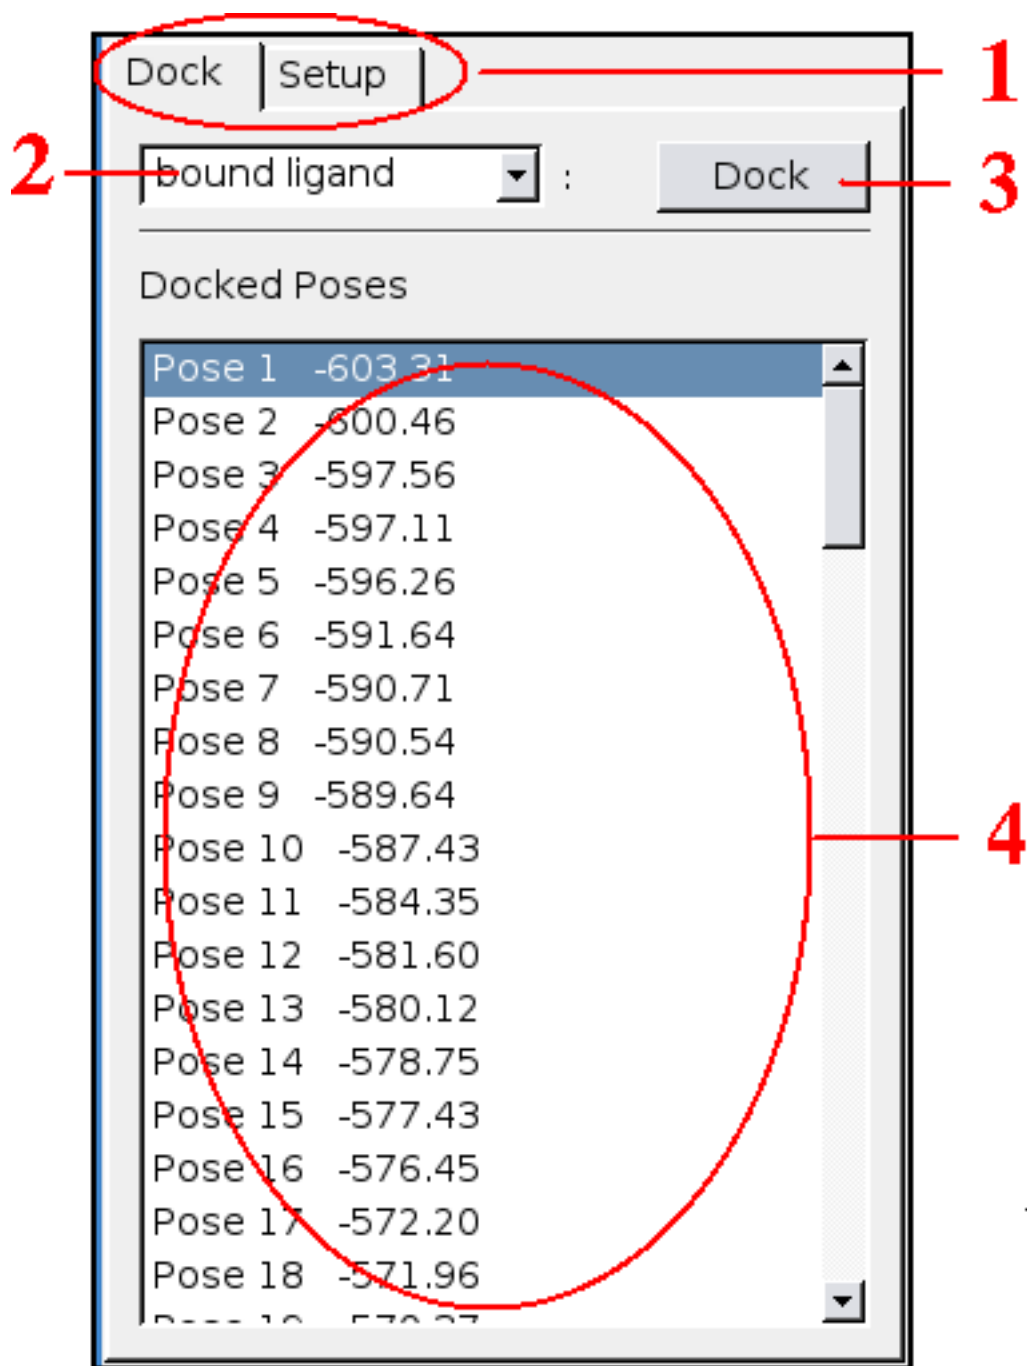 Dock Setup 1
2 bound ligand : Dock 3
Docked Poses
Pose 1 -603.31
Pose 2 -600.46
Pose 3 -597.56
Pose 4 -597.11
Pose 5 -596.26
Pose 6 -591.64
Pose 7 -590.71
Pose 8 -590.54
Pose 9 -589.64
Pose 10 -587.43
4
Pose 11 -584.35
Pose 12 -581.60
Pose 13 -580.12
Pose 14 -578.75
Pose 15 -577.43
Pose 16 -576.45
Pose 17 -572.20
Pose 18 -571.96